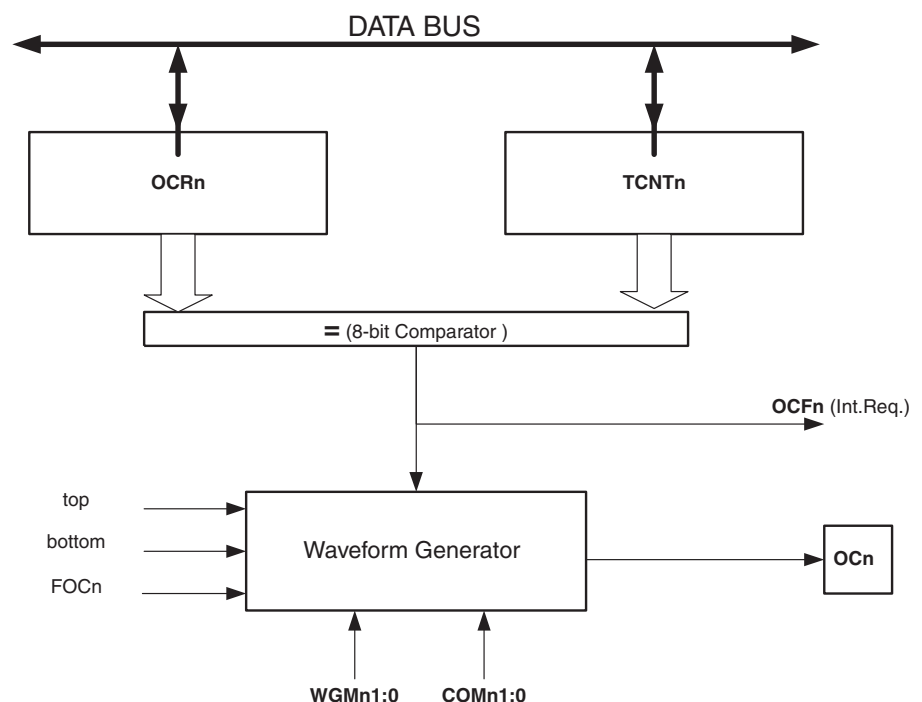 DATA BUS
OCRn
TCNTn
= (8-bit Comparator )
OCFn (Int.Req.)
top
bottom
FOCn
Waveform Generator
OCn
WGMn1:0
COMn1:0